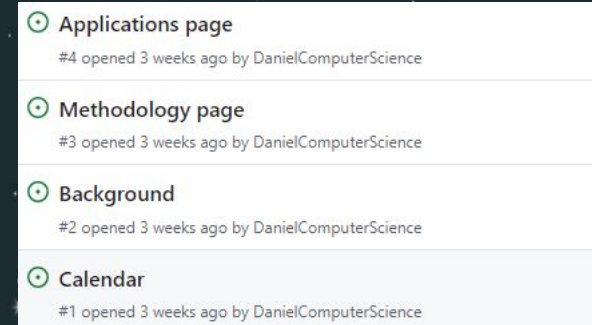 Applications page
#4 opened 3 weeks ago by DanielComputerScience
Methodology page
#3 opened 3 weeks ago by DanielComputerScience
Background
#2 opened 3 weeks ago by DanielComputerScience
Calendar
#1 opened 3 weeks ago by DanielComputerScience